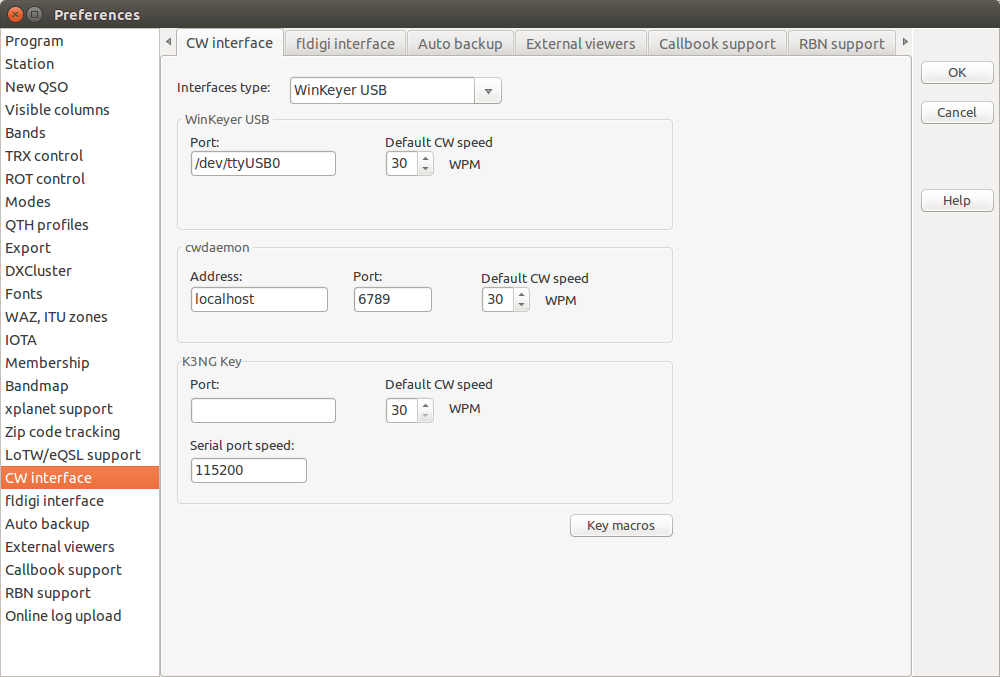 Preferences
Program
Station
New QSO
Visible columns
Bands
TRX control
ROT control
Modes
QTH profiles
Export
DXCluster
Fonts
WAZ, ITU zones
IOTA
Membership
Bandmap
xplanet support
Zip code tracking
LoTW/eQSL support
CW interface
fldigi interface
Auto backup
External viewers
Callbook support
RBN support
Online log upload
CW interface fldigi interface Auto backup External viewers Callbook support RBN support
Interfaces type: WinKeyer USB
WinKeyer USB
Port: Default CW speed
/dev/ttyUSB0 30 WPM
cwdaemon
Address: Port: Default CW speed
localhost 6789 30 WPM
K3NG Key
Port: Default CW speed
30 WPM
Serial port speed:
115200
Key macros
OK
Cancel
Help